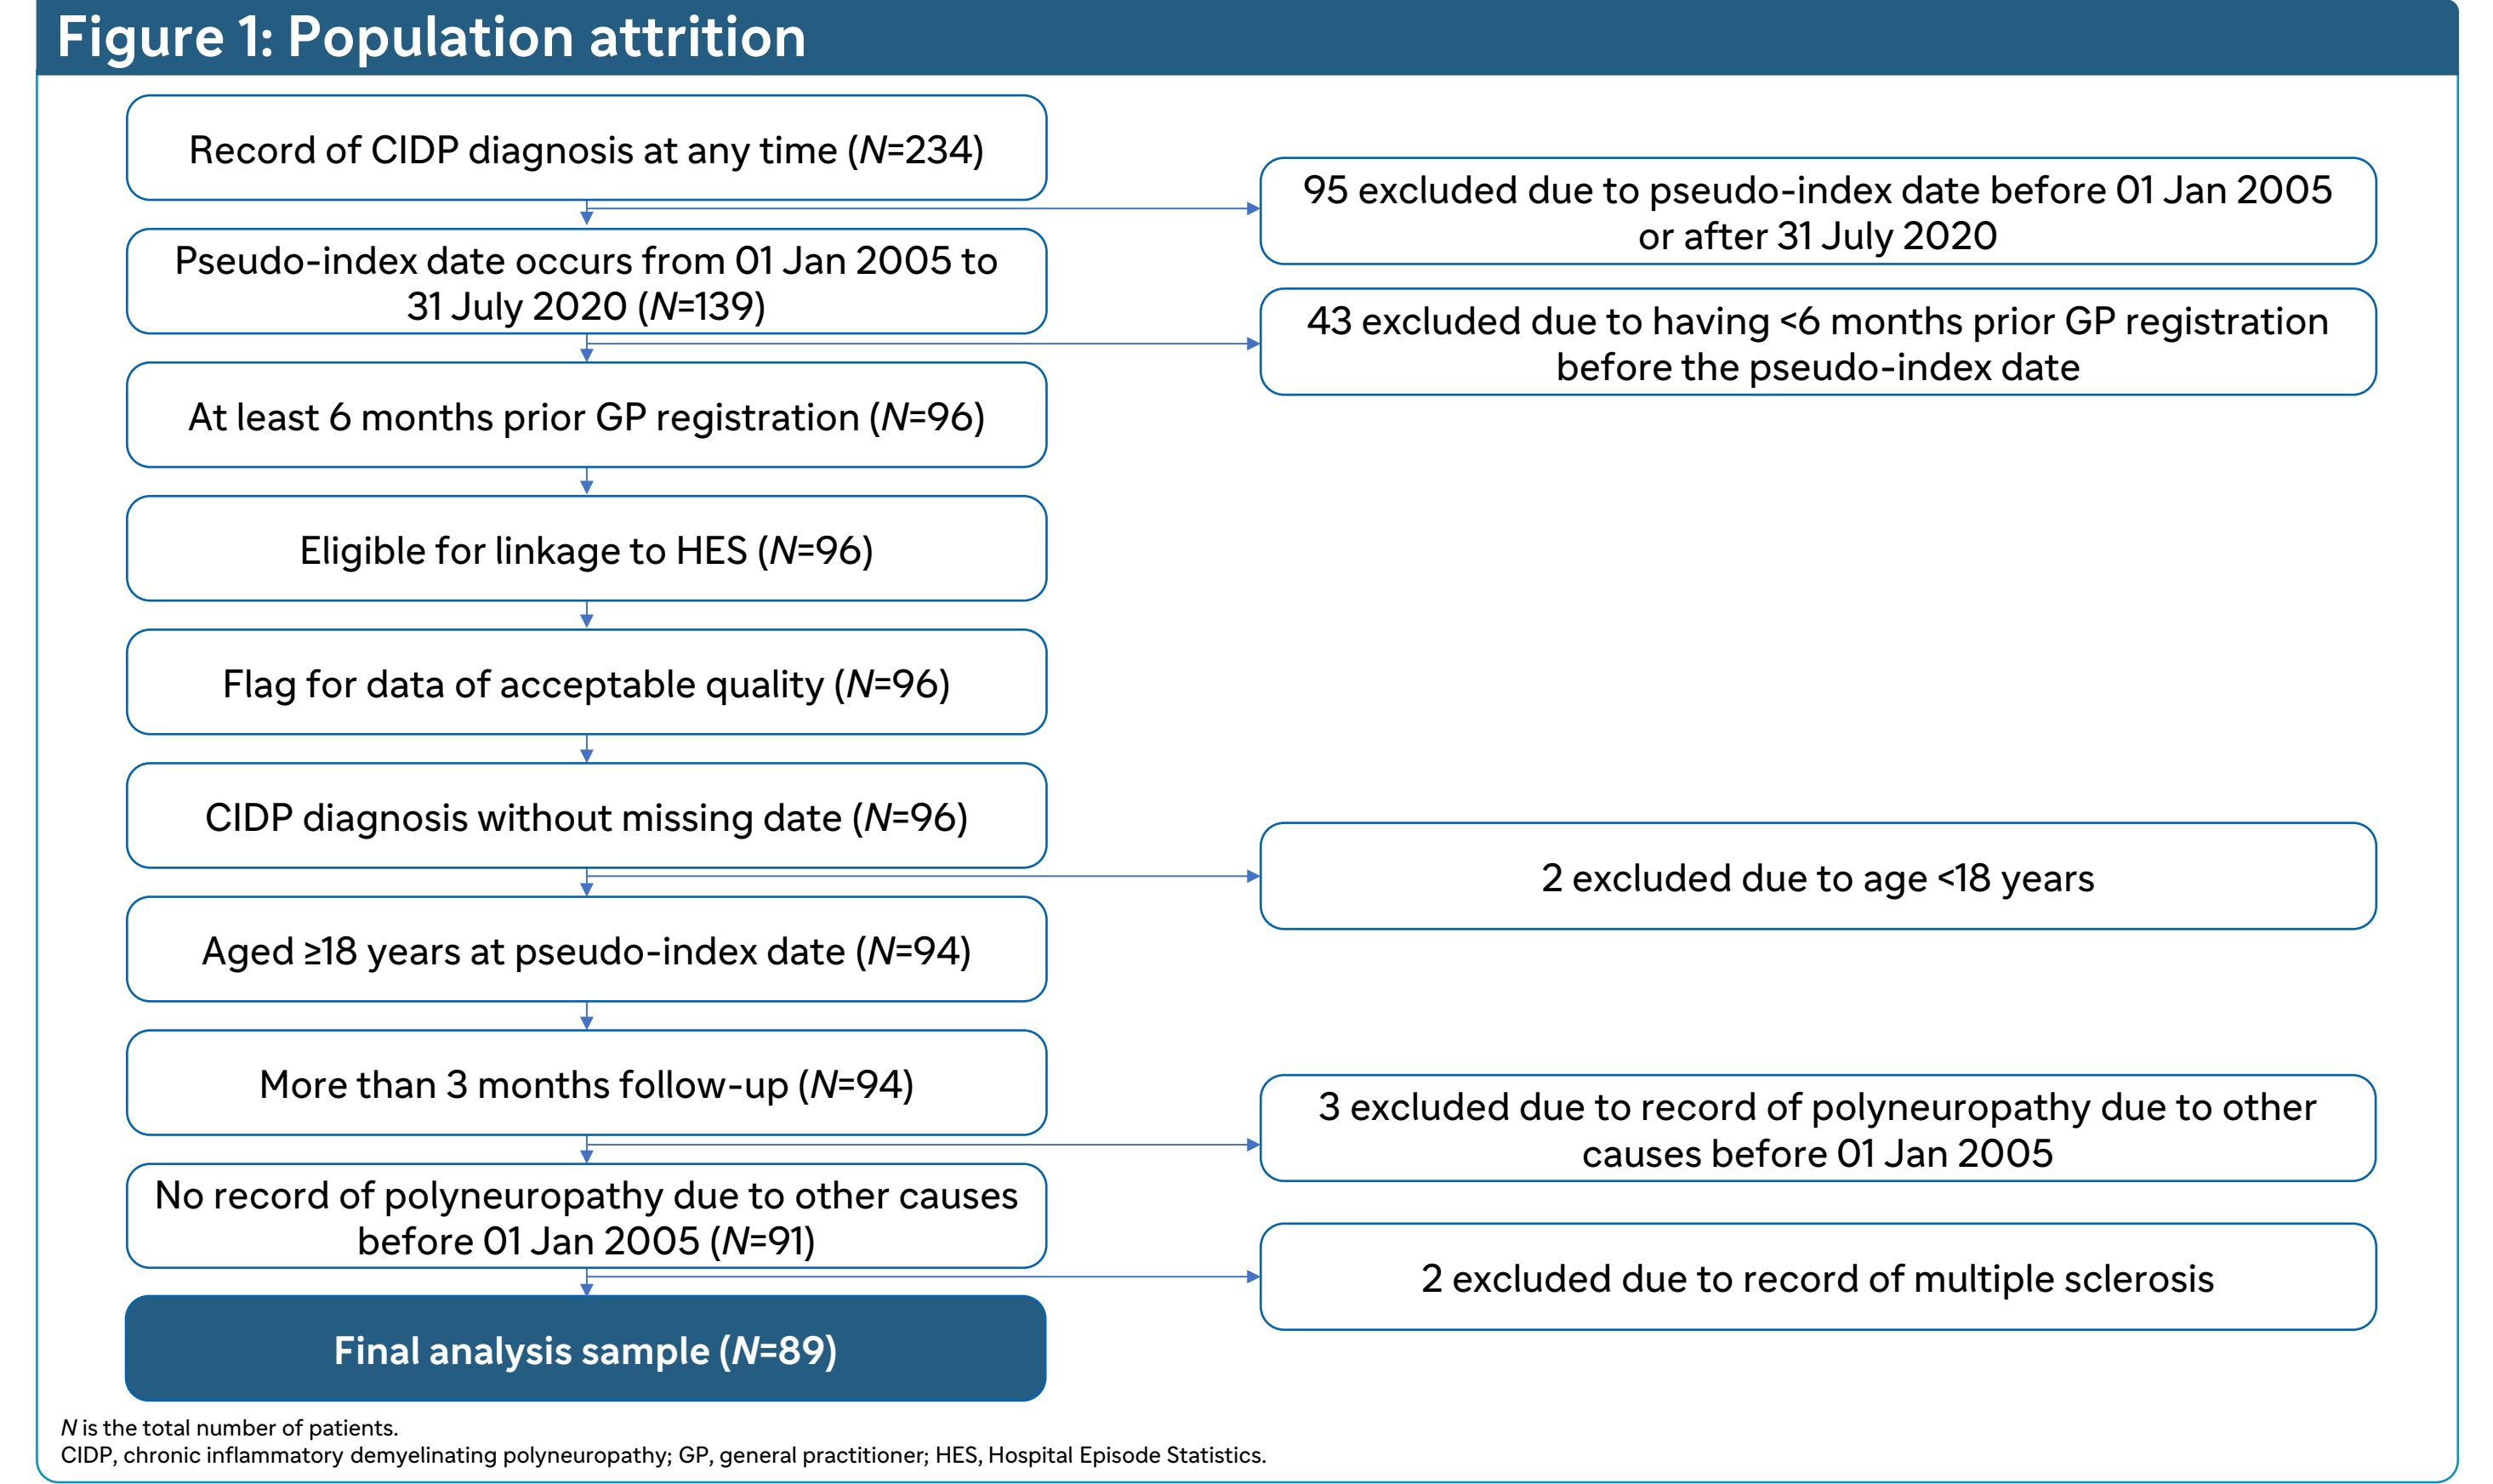 Figure 1: Population attrition
Record of CIDP diagnosis at any time (N=234)
95 excluded due to pseudo-index date before 01 Jan 2005
or after 31 July 2020
Pseudo-index date occurs from 01 Jan 2005 to
31 July 2020 (N=139)
43 excluded due to having <6 months prior GP registration
before the pseudo-index date
At least 6 months prior GP registration (N=96)
Eligible for linkage to HES (N=96)
Flag for data of acceptable quality (N=96)
CIDP diagnosis without missing date (N=96)
2 excluded due to age <18 years
Aged ≥18 years at pseudo-index date (N=94)
More than 3 months follow-up (N=94)
3 excluded due to record of polyneuropathy due to other
causes before 01 Jan 2005
No record of polyneuropathy due to other causes
before 01 Jan 2005 (N=91)
2 excluded due to record of multiple sclerosis
Final analysis sample (N=89)
N is the total number of patients.
CIDP, chronic inflammatory demyelinating polyneuropathy; GP, general practitioner; HES, Hospital Episode Statistics.